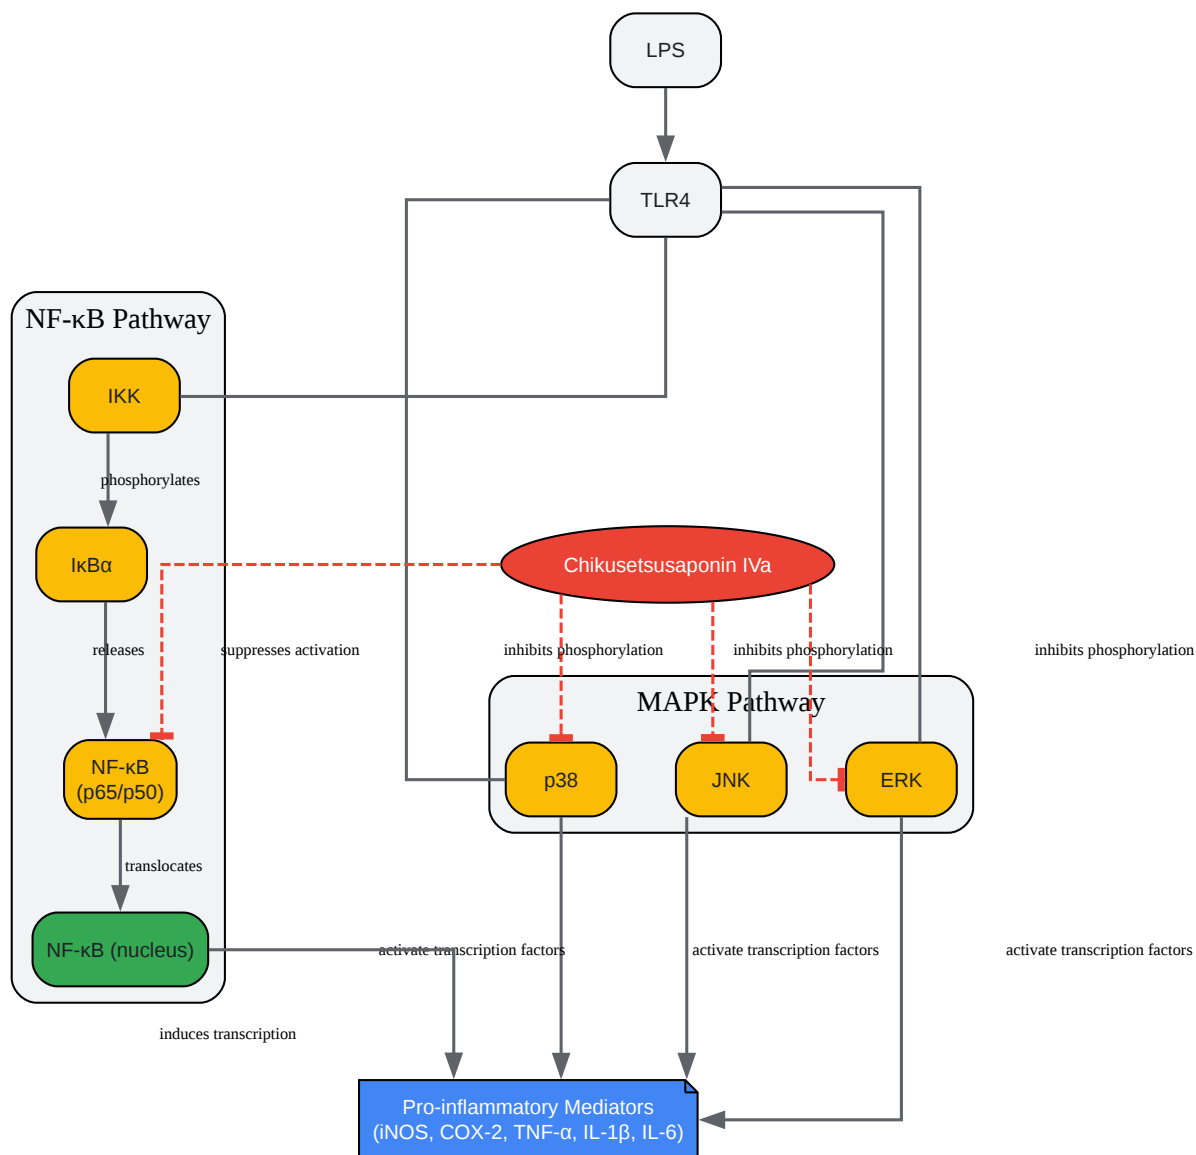 LPS
TLR4
NF-κB Pathway
IKK
phosphorylates
IκBα
Chikusetsusaponin IVa
releases
suppresses activation
inhibits phosphorylation
inhibits phosphorylation
inhibits phosphorylation
MAPK Pathway
NF-κB
(p65/p50)
p38
JNK
ERK
translocates
NF-κB (nucleus)
activate transcription factors
activate transcription factors
activate transcription factors
induces transcription
Pro-inflammatory Mediators
(iNOS, COX-2, TNF-α, IL-1β, IL-6)